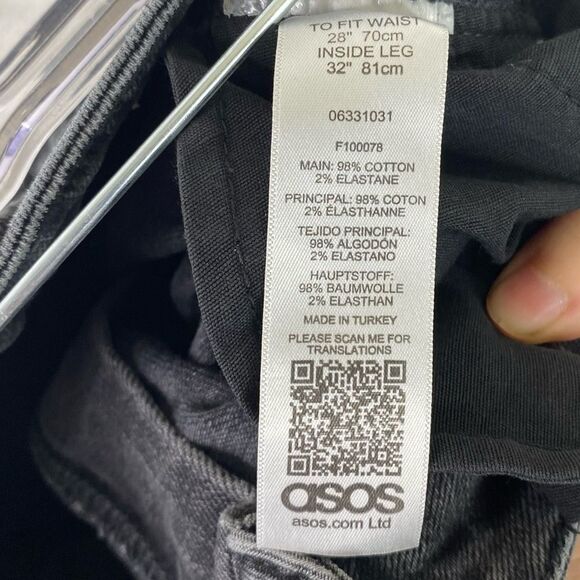 TO FIT WAIST
28" 70cm
INSIDE LEG
32" 81cm
06331031
F100078
MAIN: 98% COTTON
2% ELASTANE
PRINCIPAL: 98% COTON
2% ÉLASTHANNE
TEJIDO PRINCIPAL:
98% ALGODÓN
2% ELASTANO
HAUPTSTOFF:
98% BAUMWOLLE
2% ELASTHAN
MADE IN TURKEY
PLEASE SCAN ME FOR
TRANSLATIONS
asos
asos.com Ltd